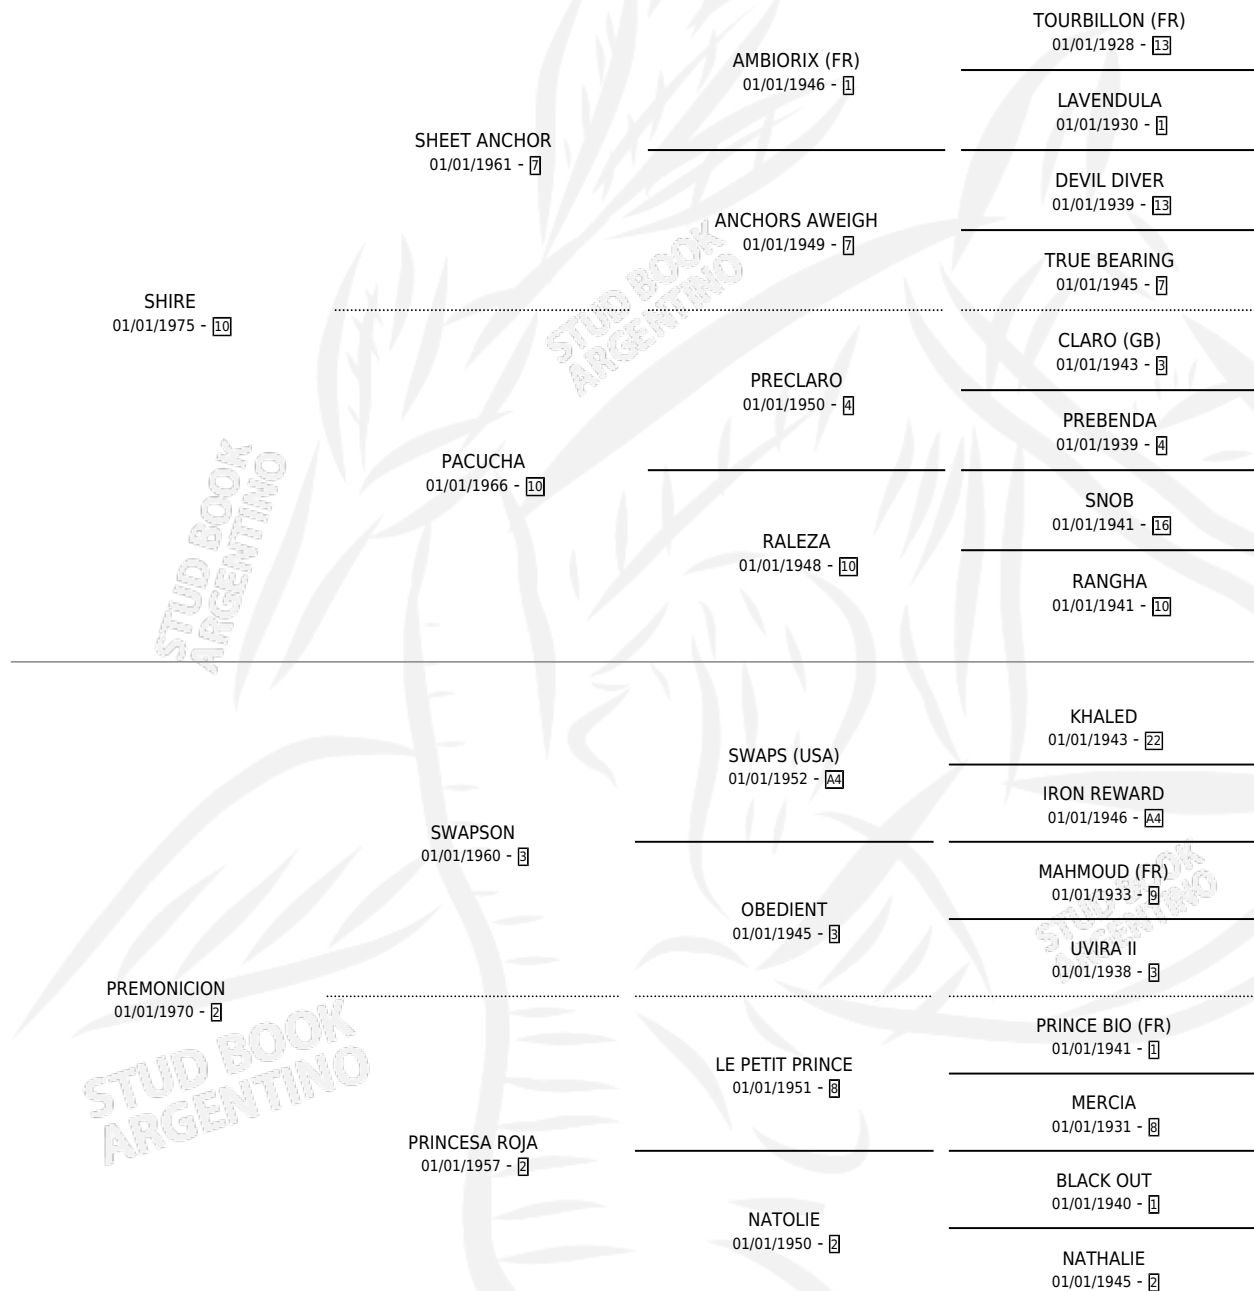 TOURBILLON (FR)
01/01/1928 - 13
AMBIORIX (FR)
01/01/1946 - 1
LAVENDULA
01/01/1930 - 1
SHEET ANCHOR
01/01/1961 - 7
DEVIL DIVER
01/01/1939 - 13
ANCHORS AWEIGH
01/01/1949 - 7
TRUE BEARING
01/01/1945 - 7
SHIRE
01/01/1975 - 10
CLARO (GB)
01/01/1943 - 3
PRECLARO
01/01/1950 - 4
PREBENDA
01/01/1939 - 4
PACUCHA
01/01/1966 - 10
SNOB
01/01/1941 - 16
RALEZA
01/01/1948 - 10
RANGHA
01/01/1941 - 10
KHALED
01/01/1943 - 22
SWAPS (USA)
01/01/1952 - A4
IRON REWARD
01/01/1946 - A4
SWAPSON
01/01/1960 - 3
MAHMOUD (FR)
01/01/1933 - 9
OBEDIENT
01/01/1945 - 3
UVIRA II
01/01/1938 - 3
PREMONICION
01/01/1970 - 2
PRINCE BIO (FR)
01/01/1941 - 1
LE PETIT PRINCE
01/01/1951 - 8
MERCIA
01/01/1931 - 8
PRINCESA ROJA
01/01/1957 - 2
BLACK OUT
01/01/1940 - 1
NATOLIE
01/01/1950 - 2
NATHALIE
01/01/1945 - 2
STUD BOOK
ARGENTINO
STUD BOOK
ARGENTINO
STUD BOOK
ARGENTINO
STUD BOOK
ARGENTINO